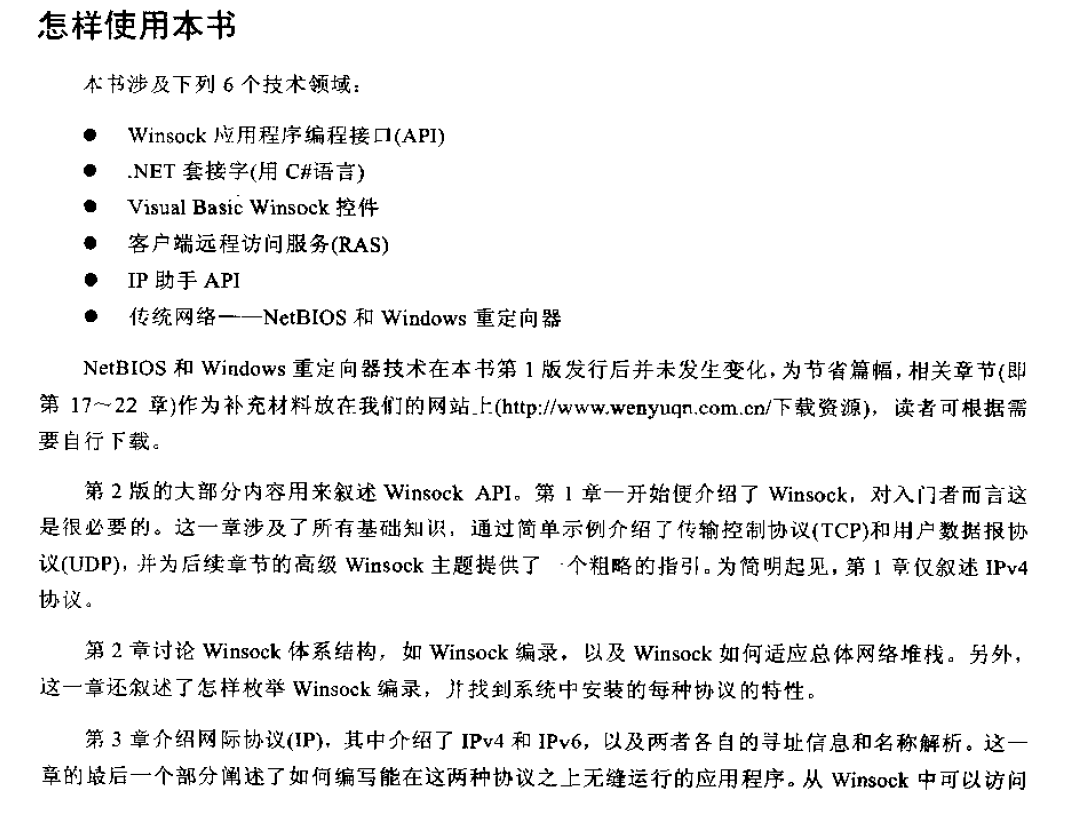 怎样使用本书
本书涉及下列 6 个技术领域：
● Winsock 应用程序编程接口(API)
● .NET 套接字(用 C#语言)
● Visual Basic Winsock 控件
● 客户端远程访问服务(RAS)
● IP 助手 API
● 传统网络——NetBIOS 和 Windows 重定向器
NetBIOS 和 Windows 重定向器技术在本书第 1 版发行后并未发生变化，为节省篇幅，相关章节(即
第 17～22 章)作为补充材料放在我们的网站上(http://www.wenyuqn.com.cn/下载资源)，读者可根据需
要自行下载。
第 2 版的大部分内容用来叙述 Winsock API。第 1 章一开始便介绍了 Winsock，对入门者而言这
是很必要的。这一章涉及了所有基础知识，通过简单示例介绍了传输控制协议(TCP)和用户数据报协
议(UDP)，并为后续章节的高级 Winsock 主题提供了一个粗略的指引。为简明起见，第 1 章仅叙述 IPv4
协议。
第 2 章讨论 Winsock 体系结构，如 Winsock 编录，以及 Winsock 如何适应总体网络堆栈。另外，
这一章还叙述了怎样枚举 Winsock 编录，并找到系统中安装的每种协议的特性。
第 3 章介绍网际协议(IP)，其中介绍了 IPv4 和 IPv6，以及两者各自的寻址信息和名称解析。这一
章的最后一个部分阐述了如何编写能在这两种协议之上无缝运行的应用程序。从 Winsock 中可以访问